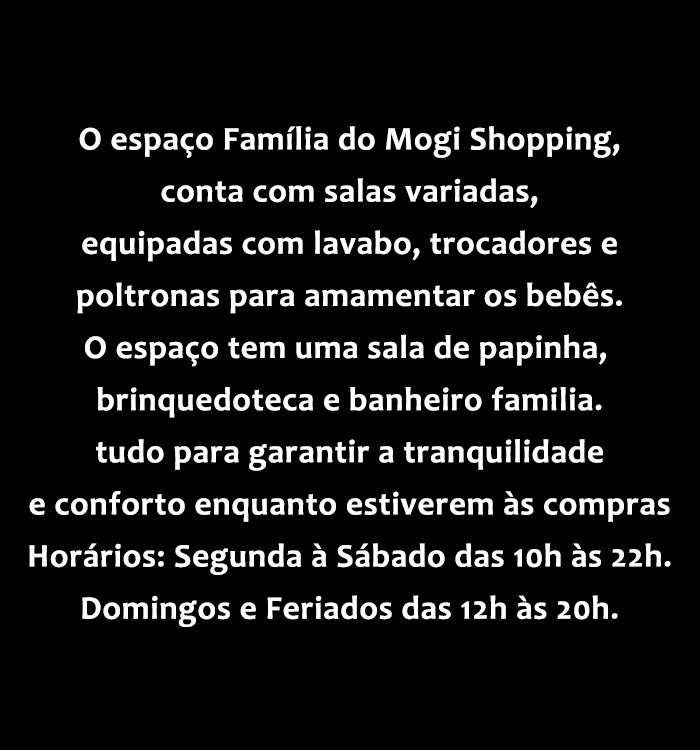 O espaço Família do Mogi Shopping,
conta com salas variadas,
equipadas com lavabo, trocadores e
poltronas para amamentar os bebês.
O espaço tem uma sala de papinha,
brinquedoteca e banheiro familia.
tudo para garantir a tranquilidade
e conforto enquanto estiverem às compras
Horários: Segunda à Sábado das 10h às 22h.
Domingos e Feriados das 12h às 20h.